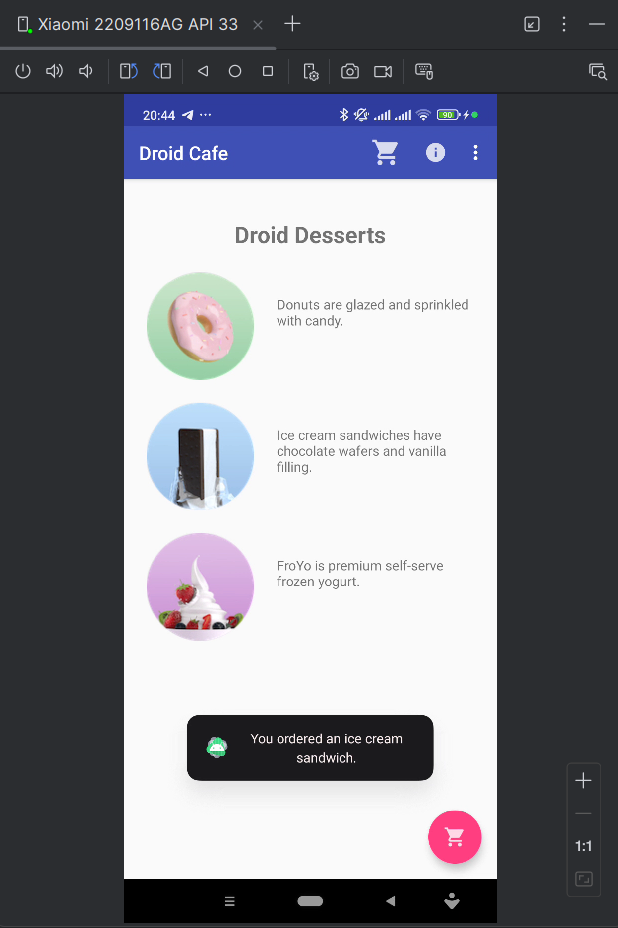 Xiaomi 2209116AG API 33
20:44
90
Droid Cafe
Droid Desserts
Donuts are glazed and sprinkled
with candy.
Ice cream sandwiches have
chocolate wafers and vanilla
filling.
FroYo is premium self-serve
frozen yogurt.
You ordered an ice cream
sandwich.
1:1